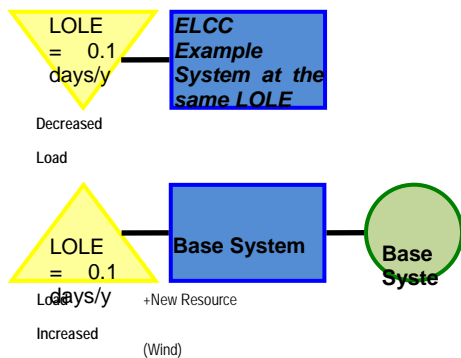 LOLE
= 0.1
days/y
ELCC
Example
System at the
same LOLE
Decreased
Load
LOLE
= 0.1
days/y
Base System
Base
Syste
Load
+New Resource
Increased
(Wind)